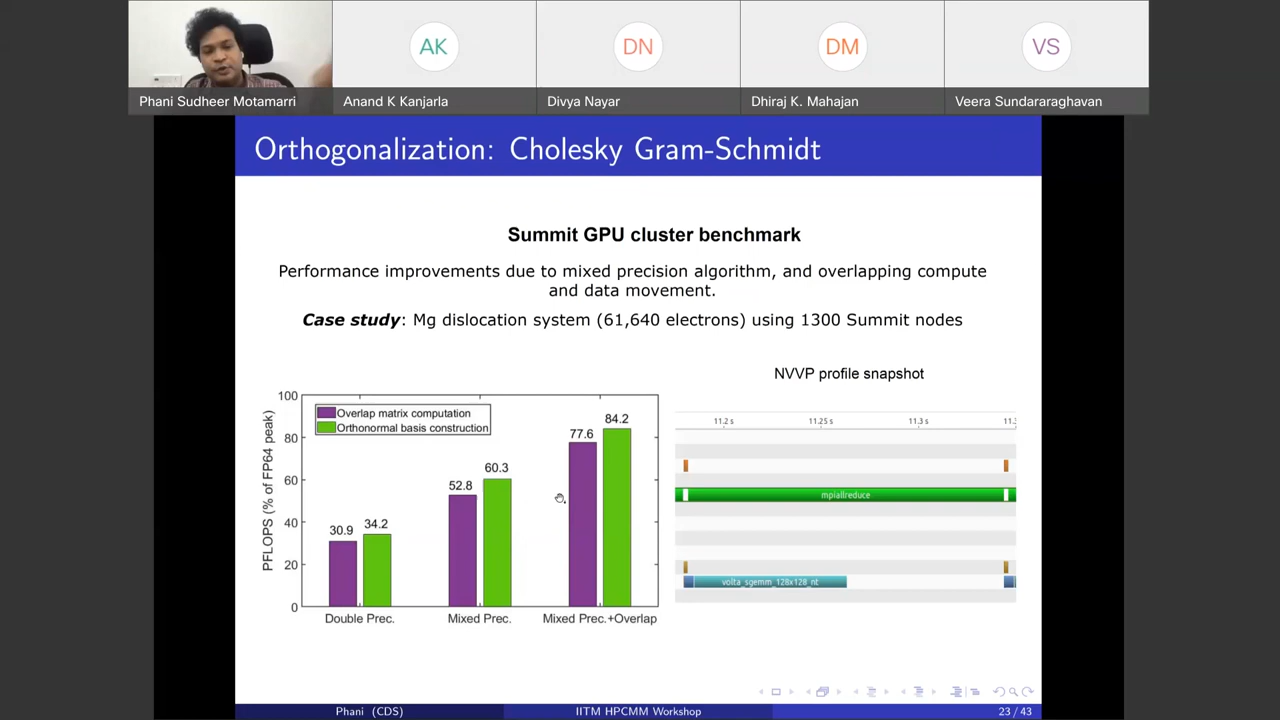 AK
DN
DM
VS
Phani Sudheer Motamarri
Anand K Kanjarla
Divya Nayar
Dhiraj K. Mahajan
Veera Sundararaghavan
Orthogonalization: Cholesky Gram-Schmidt
Summit GPU cluster benchmark
Performance improvements due to mixed precision algorithm, and overlapping compute
and data movement.
Case study: Mg dislocation system (61,640 electrons) using 1300 Summit nodes
PFLOPS (% of FP64 peak)
100
80
60
40
20
0
Overlap matrix computation
Orthonormal basis construction
30.9
34.2
52.8
60.3
77.6
84.2
Double Prec.
Mixed Prec.
Mixed Prec.+Overlap
NVVP profile snapshot
11.2 s
11.25 s
11.3 s
11.3
mpiallreduce
volta_sgemm_128x128_nt
Phani (CDS)
IITM HPCMM Workshop
23 / 43